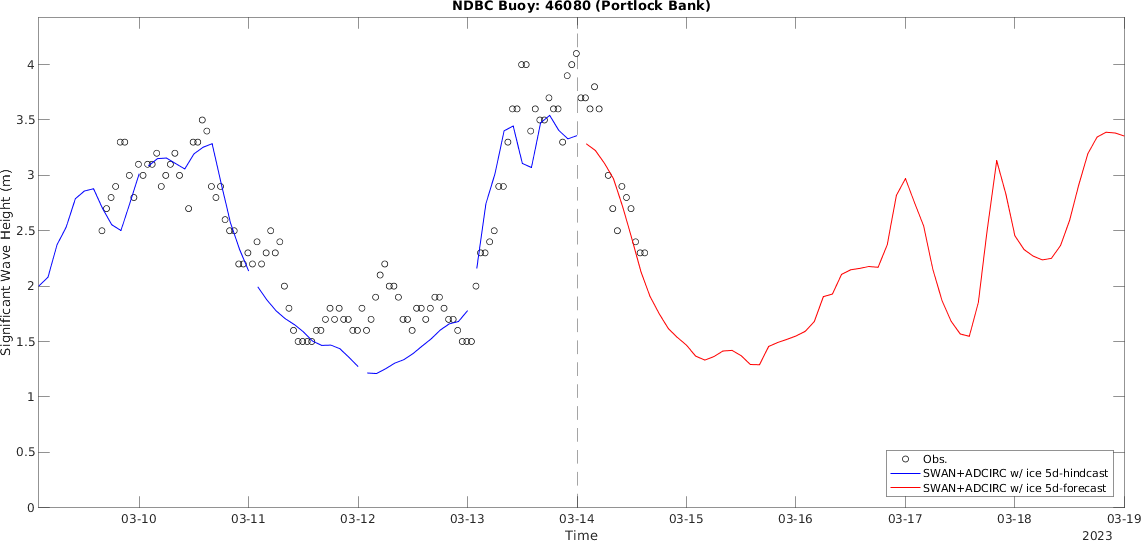 NDBC Buoy: 46080 (Portlock Bank)
Significant Wave Height (m)
4
3.5
3
2.5
2
1.5
1
0.5
0
Obs.
SWAN+ADCIRC w/ ice 5d-hindcast
SWAN+ADCIRC w/ ice 5d-forecast
03-10 03-11 03-12 03-13 03-14 03-15 03-16 03-17 03-18 03-19
Time
2023